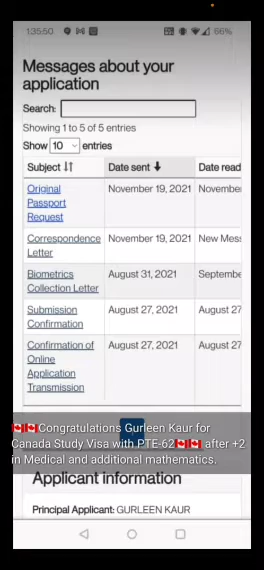 135:50 66%
Messages about your
application
Search:
Showing 1 to 5 of 5 entries
Show 10 entries
Subject Date sent Date read
Original Passport Request November 19, 2021 November
Correspondence Letter November 19, 2021 New Mess
Biometrics Collection Letter August 31, 2021 Septembe
Submission Confirmation August 27, 2021 August 27
Confirmation of Online Application Transmission August 27, 2021 August 27
🇨🇦🇨🇦Congratulations Gurleen Kaur for
Canada Study Visa with PTE-62🇨🇦🇨🇦 after +2
in Medical and additional mathematics.
Applicant information
Principal Applicant: GURLEEN KAUR